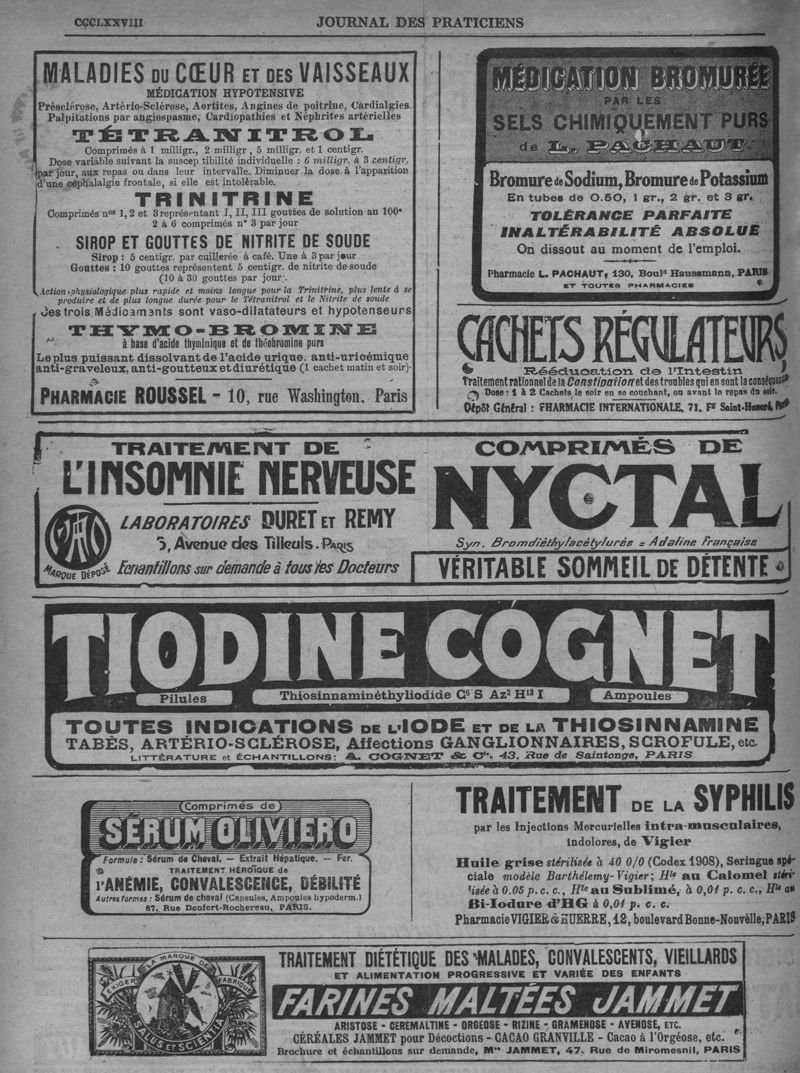 CCCLXXVIII
JOURNAL DES PRATICIENS
MALADIES DU CŒUR ET DES VAISSEAUX
MÉDICATION HYPOTENSIVE
Présclérose, Artério-Sclérose, Aortites, Angines de poitrine, Cardialgies.
Palpitations par angiospasme, Cardiopathies et Néphrites artérielles
TÉTRANITROL
Comprimés à 1 milligr., 2 milligr, 5 milligr. et 1 centigr.
Dose variable suivant la suscep tibilité individuelle : 6 milligr. à 3 centigr.
par jour, aux repas ou dans leur intervalle. Diminuer la dose à l'apparition
d'une céphalalgie frontale, si elle est intolérable.
TRINITRINE
Comprimés nos 1, 2 et 3 représentant I, II, III gouttes de solution au 100e
2 à 6 comprimés n° 3 par jour
SIROP ET GOUTTES DE NITRITE DE SOUDE
Sirop : 5 centigr. par cuillerée à café. Une à 3 par jour
Gouttes : 10 gouttes représentent 5 centigr. de nitrite de soude
(10 à 30 gouttes par jour).
Action physiologique plus rapide et moins longue pour la Trinitrine, plus lente à se
produire et de plus longue durée pour le Tétranitrol et le Nitrite de soude
Ces trois Médicaments sont vaso-dilatateurs et hypotenseurs
THYMO-BROMINE
à base d'acide thyminique et de théobromine purs
Le plus puissant dissolvant de l'acide urique. anti-uricémique
anti-graveleux, anti-goutteux et diurétique (1 cachet matin et soir).
PHARMACIE ROUSSEL - 10, rue Washington, Paris
MÉDICATION BROMURÉE
PAR LES
SELS CHIMIQUEMENT PURS
de L. PACHAUT
Bromure de Sodium, Bromure de Potassium
En tubes de 0.50, 1 gr., 2 gr. et 3 gr.
TOLÉRANCE PARFAITE
INALTÉRABILITÉ ABSOLUE
On dissout au moment de l'emploi.
Pharmacie L. PACHAUT, 130, Bould Haussmann, PARIS
ET TOUTES PHARMACIES
CACHETS RÉGULATEURS
Rééducation de l'Intestin
Traitement rationnel de la Constipation et des troubles qui en sont la conséquence
Dose : 1 à 2 Cachets le soir en se couchant, ou avant le repas du soir.
Dépôt Général : PHARMACIE INTERNATIONALE, 71, Fg Saint-Honoré, Paris
TRAITEMENT DE
L'INSOMNIE NERVEUSE
LABORATOIRES DURET ET REMY
5, Avenue des Tilleuls. PARIS
MARQUE DÉPOSÉ
Echantillons sur demande à tous les Docteurs
COMPRIMÉS DE
NYCTAL
Syn. Bromdiéthylacétylurés = Adaline Française
VÉRITABLE SOMMEIL DE DÉTENTE
TIODINE COGNET
Pilules
Thiosinnaminéthyliodide C6 S Az2 H13 I
Ampoules
TOUTES INDICATIONS DE L'IODE ET DE LA THIOSINNAMINE
TABÈS, ARTÉRIO-SCLÉROSE, Affections GANGLIONNAIRES, SCROFULE, etc.
LITTÉRATURE et ÉCHANTILLONS: A. COGNET & Cie, 43, Rue de Saintonge, PARIS
(Comprimés de)
SÉRUM OLIVIERO
Formule : Sérum de Cheval. — Extrait Hépatique. — Fer.
TRAITEMENT HÉROÏQUE de
l'ANÉMIE, CONVALESCENCE, DÉBILITÉ
Autres formes : Sérum de cheval (Capsules, Ampoules hypoderm.)
87, Rue Denfert-Rochereau, PARIS.
TRAITEMENT DE LA SYPHILIS
par les Injections Mercurielles intra-musculaires,
indolores, de Vigier
Huile grise stérilisée à 40 0/0 (Codex 1908), Seringue spé-
ciale modèle Barthélemy-Vigier; Hle au Calomel stéri-
lisée à 0.05 p. c. c., Hle au Sublimé, à 0,01 p. c. c., Hle au
Bi-Iodure d'HG à 0,01 p. c. c.
Pharmacie VIGIER & HUERRE, 12, boulevard Bonne-Nouvelle, PARIS
EXIGER LA MARQUE DE FABRIQUE
SALUS ET SCIENTIA
TRAITEMENT DIÉTÉTIQUE DES MALADES, CONVALESCENTS, VIEILLARDS
ET ALIMENTATION PROGRESSIVE ET VARIÉE DES ENFANTS
FARINES MALTÉES JAMMET
ARISTOSE - CEREMALTINE - ORGEOSE - RIZINE - GRAMENOSE - AVENOSE, ETC.
CÉRÉALES JAMMET pour Décoctions - CACAO GRANVILLE - Cacao à l'Orgéose, etc.
Brochure et échantillons sur demande, Mon JAMMET, 47, Rue de Miromesnil, PARIS